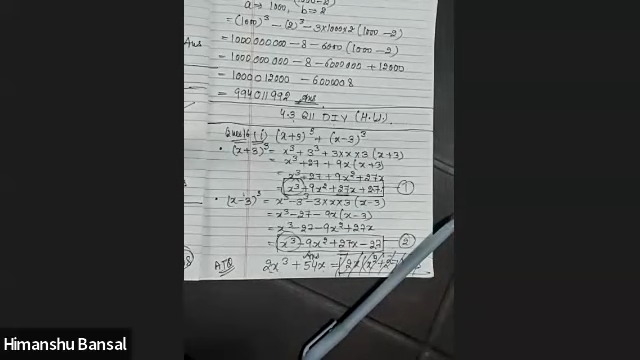 a ⇒ 1000, b ⇒ 2
= (1000)³ - (2)³ - 3×1000×2 (1000 - 2)
= 1000000000 - 8 - 6000 (1000 - 2)
= 1000000000 - 8 - 6000000 + 12000
= 1000012000 - 6000008
= 994011992 Ans
4.3 Q11 DIY (H.W.)
(i) (x+3)³ + (x-3)³
• (x+3)³ = x³ + 3³ + 3×x×3 (x+3)
= x³ + 27 + 9x (x+3)
= x³ + 27 + 9x² + 27x
= x³ + 9x² + 27x + 27 ①
• (x-3)³ = x³ - 3³ - 3×x×3 (x-3)
= x³ - 27 - 9x (x-3)
= x³ - 27 - 9x² + 27x
= x³ - 9x² + 27x - 27 ②
Ans
ATQ 2x³ + 54x =
Ans
Himanshu Bansal